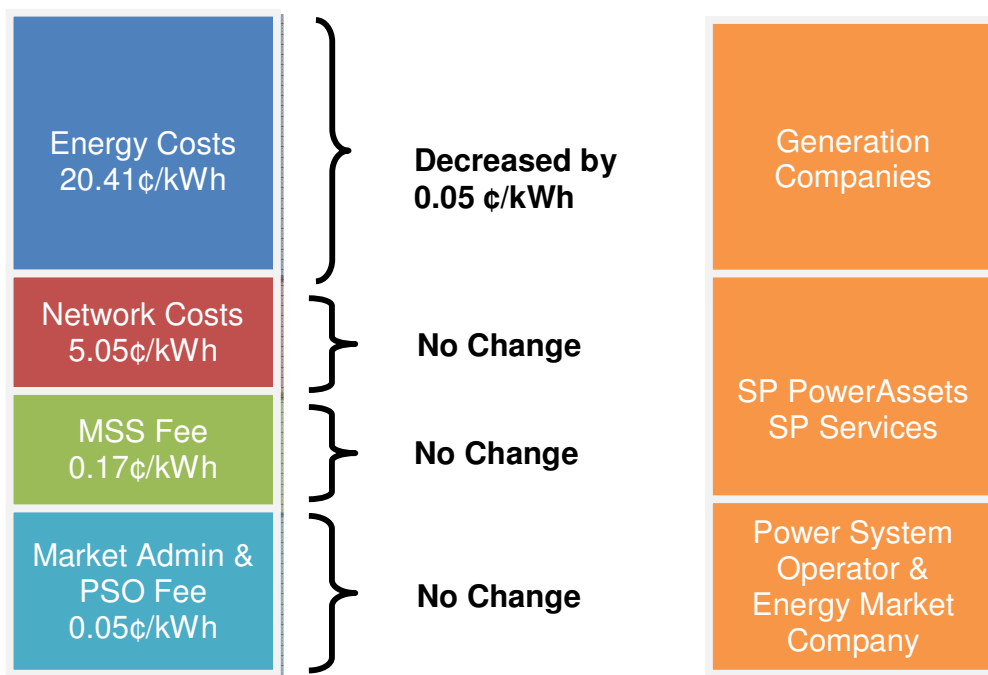 Energy Costs
20.41¢/kWh
Decreased by
0.05 ¢/kWh
Generation
Companies
Network Costs
5.05¢/kWh
No Change
SP PowerAssets
SP Services
MSS Fee
0.17¢/kWh
No Change
Market Admin &
PSO Fee
0.05¢/kWh
No Change
Power System
Operator &
Energy Market
Company